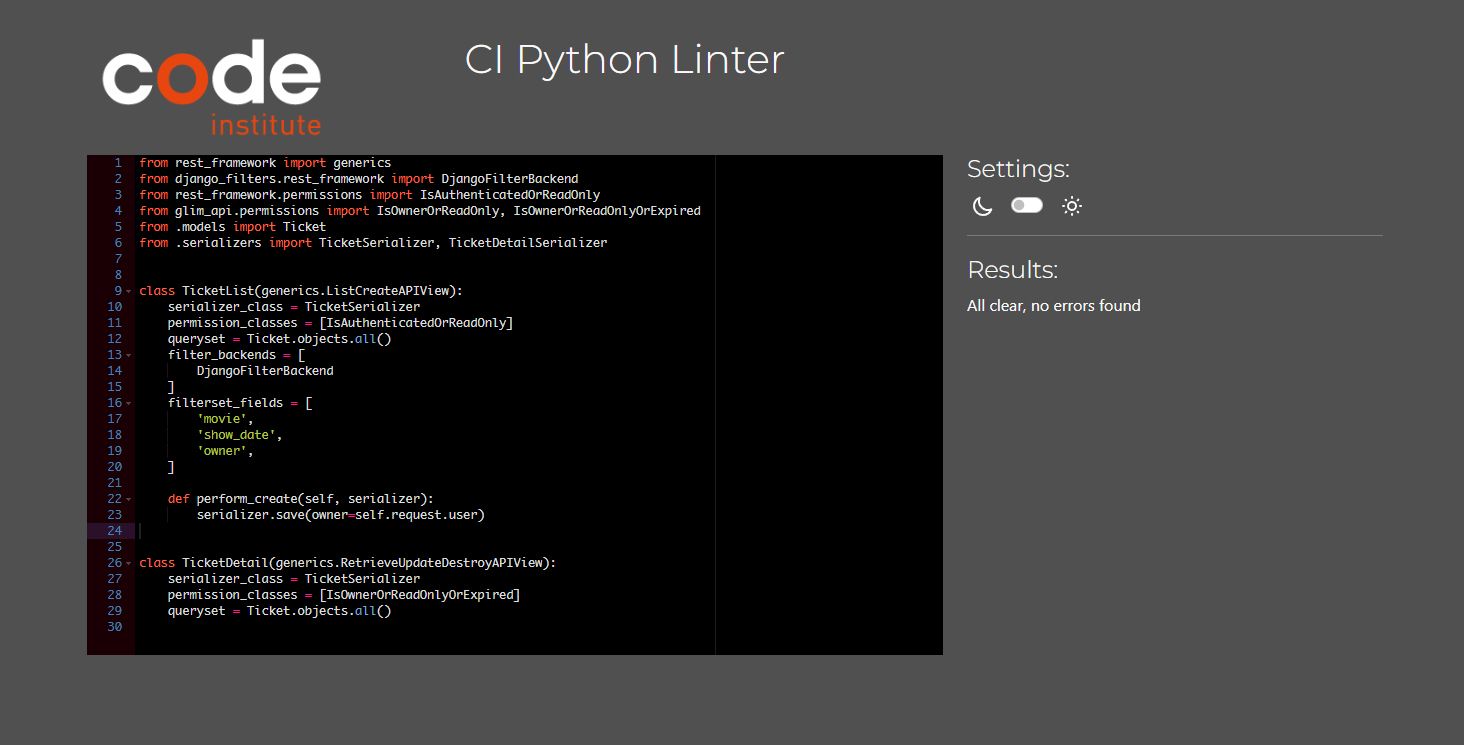 code
institute
CI Python Linter
1 from rest_framework import generics
2 from django_filters.rest_framework import DjangoFilterBackend
3 from rest_framework.permissions import IsAuthenticatedOrReadOnly
4 from glim_api.permissions import IsOwnerOrReadOnly, IsOwnerOrReadOnlyOrExpired
5 from .models import Ticket
6 from .serializers import TicketSerializer, TicketDetailSerializer
7
8
9 class TicketList(generics.ListCreateAPIView):
10     serializer_class = TicketSerializer
11     permission_classes = [IsAuthenticatedOrReadOnly]
12     queryset = Ticket.objects.all()
13     filter_backends = [
14         DjangoFilterBackend
15     ]
16     filterset_fields = [
17         'movie',
18         'show_date',
19         'owner',
20     ]
21
22     def perform_create(self, serializer):
23         serializer.save(owner=self.request.user)
24
25
26 class TicketDetail(generics.RetrieveUpdateDestroyAPIView):
27     serializer_class = TicketSerializer
28     permission_classes = [IsOwnerOrReadOnlyOrExpired]
29     queryset = Ticket.objects.all()
30
Settings:
Results:
All clear, no errors found